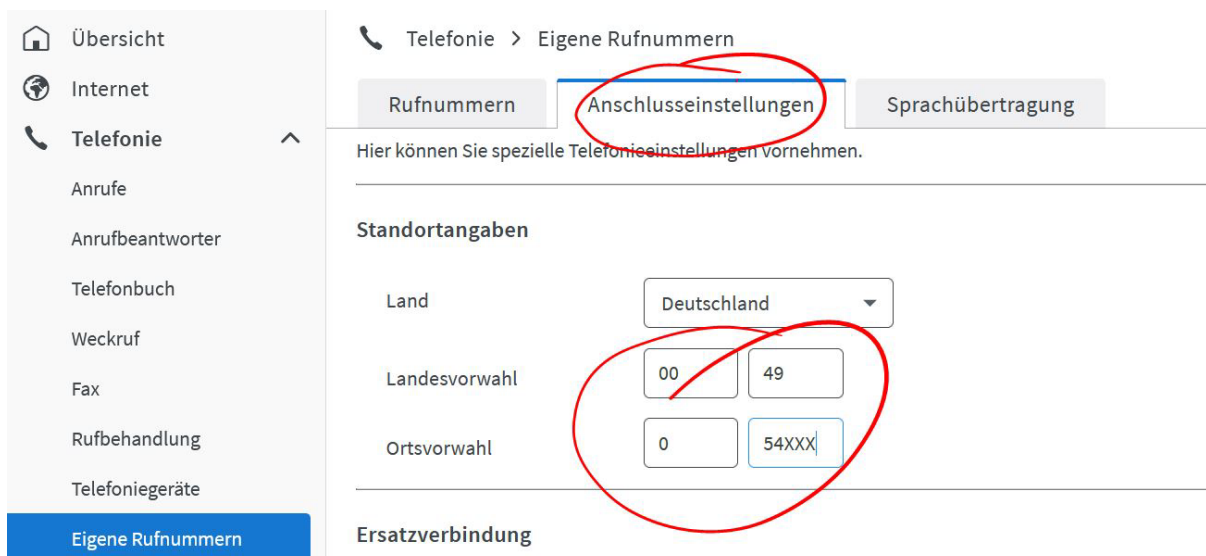 Übersicht
Internet
Telefonie
Anrufe
Anrufbeantworter
Telefonbuch
Weckruf
Fax
Rufbehandlung
Telefoniegeräte
Eigene Rufnummern
Telefonie > Eigene Rufnummern
Rufnummern Anschlusseinstellungen Sprachübertragung
Hier können Sie spezielle Telefonieeinstellungen vornehmen.
Standortangaben
Land Deutschland
Landesvorwahl 00 49
Ortsvorwahl 0 54XXX
Ersatzverbindung